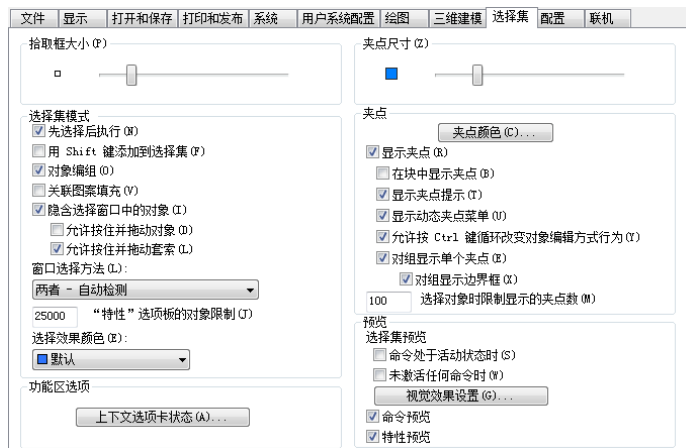 文件 显示 打开和保存 打印和发布 系统 用户系统配置 绘图 三维建模 选择集 配置 联机
拾取框大小(P)
选择集模式
先选择后执行(N)
用 Shift 键添加到选择集(F)
对象编组(O)
关联图案填充(V)
隐含选择窗口中的对象(I)
允许按住并拖动对象(D)
允许按住并拖动套索(L)
窗口选择方法(L):
两者 - 自动检测
25000 “特性”选项板的对象限制(J)
选择效果颜色(E):
默认
功能区选项
上下文选项卡状态(A)...
夹点尺寸(Z)
夹点
夹点颜色(C)...
显示夹点(R)
在块中显示夹点(B)
显示夹点提示(T)
显示动态夹点菜单(U)
允许按 Ctrl 键循环改变对象编辑方式行为(Y)
对组显示单个夹点(E)
对组显示边界框(X)
100 选择对象时限制显示的夹点数(M)
预览
选择集预览
命令处于活动状态时(S)
未激活任何命令时(W)
视觉效果设置(G)...
命令预览
特性预览